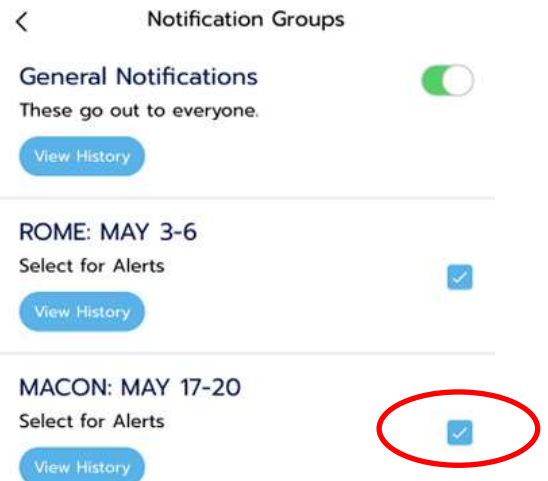 Notification Groups
General Notifications
These go out to everyone.
View History
ROME: MAY 3-6
Select for Alerts
View History
MACON: MAY 17-20
Select for Alerts
View History